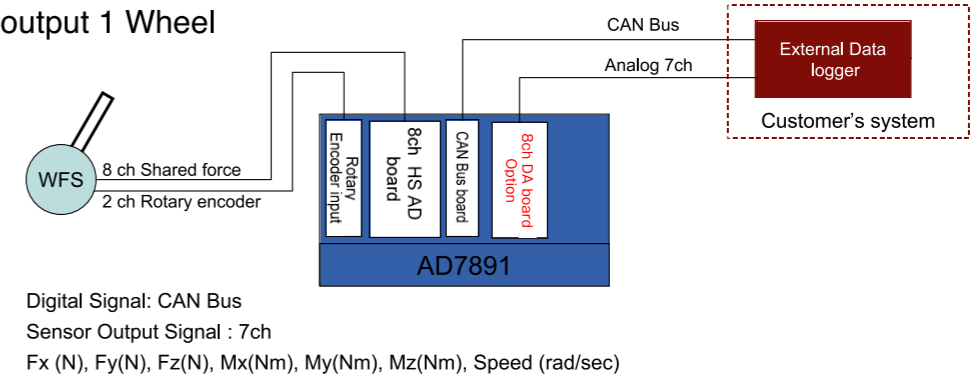 output 1 Wheel
CAN Bus
Analog 7ch
External Data
logger
Customer's system
WFS
8 ch Shared force
2 ch Rotary encoder
Rotary
Encoder input
8ch HS AD
board
CAN Bus board
8ch DA board
Option
AD7891
Digital Signal: CAN Bus
Sensor Output Signal : 7ch
Fx (N), Fy(N), Fz(N), Mx(Nm), My(Nm), Mz(Nm), Speed (rad/sec)